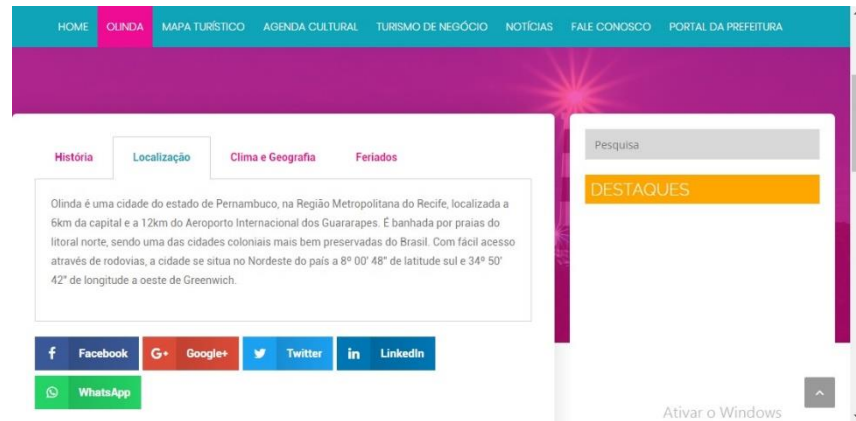 HOME OLINDA MAPA TURÍSTICO AGENDA CULTURAL TURISMO DE NEGÓCIO NOTÍCIAS FALE CONOSCO PORTAL DA PREFEITURA
História Localização Clima e Geografia Feriados
Olinda é uma cidade do estado de Pernambuco, na Região Metropolitana do Recife, localizada a
6km da capital e a 12km do Aeroporto Internacional dos Guararapes. É banhada por praias do
litoral norte, sendo uma das cidades coloniais mais bem preservadas do Brasil. Com fácil acesso
através de rodovias, a cidade se situa no Nordeste do país a 8º 00' 48" de latitude sul e 34º 50'
42" de longitude a oeste de Greenwich.
Facebook G+ Google+ Twitter in LinkedIn
WhatsApp
Pesquisa
DESTAQUES
Ativar o Windows